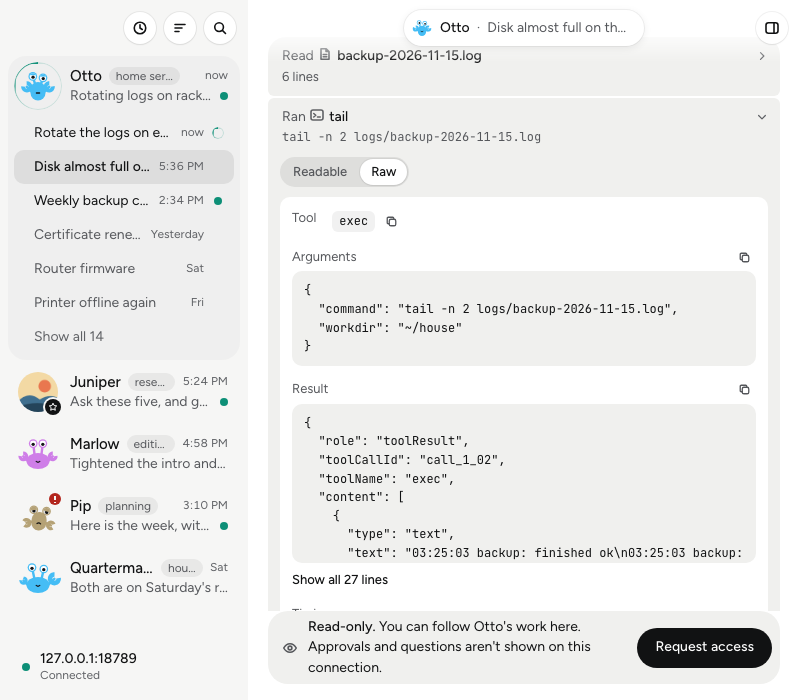 Otto · Disk almost full on th...
Otto home ser... now
Rotating logs on rack...
Rotate the logs on e... now
Disk almost full o... 5:36 PM
Weekly backup c... 2:34 PM
Certificate rene... Yesterday
Router firmware Sat
Printer offline again Fri
Show all 14
Juniper rese... 5:24 PM
Ask these five, and g...
Marlow editi... 4:58 PM
Tightened the intro and...
Pip planning 3:10 PM
Here is the week, wit...
Quarterma... hou... Sat
Both are on Saturday's r...
127.0.0.1:18789
Connected
Read backup-2026-11-15.log
6 lines
Ran tail
tail -n 2 logs/backup-2026-11-15.log
Readable Raw
Tool exec
Arguments
{
"command": "tail -n 2 logs/backup-2026-11-15.log",
"workdir": "~/house"
}
Result
{
"role": "toolResult",
"toolCallId": "call_1_02",
"toolName": "exec",
"content": [
{
"type": "text",
"text": "03:25:03 backup: finished ok\n03:25:03 backup:
Show all 27 lines
Read-only. You can follow Otto's work here.
Approvals and questions aren't shown on this
connection.
Request access